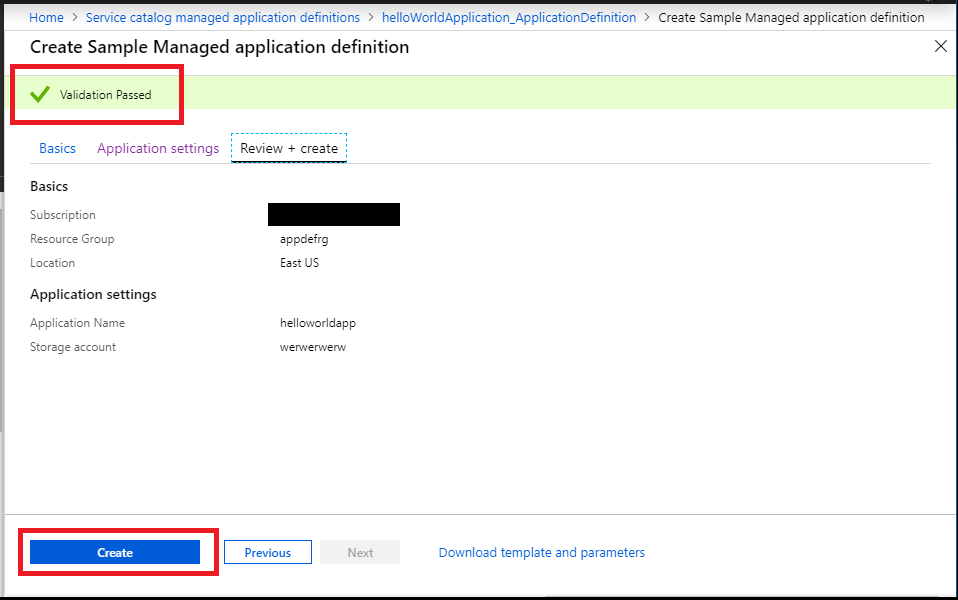 Home > Service catalog managed application definitions > helloWorldApplication_ApplicationDefinition > Create Sample Managed application definition
Create Sample Managed application definition
Validation Passed
Basics Application settings Review + create
Basics
Subscription
Resource Group appdefrg
Location East US
Application settings
Application Name helloworldapp
Storage account werwerwerw
Create Previous Next Download template and parameters